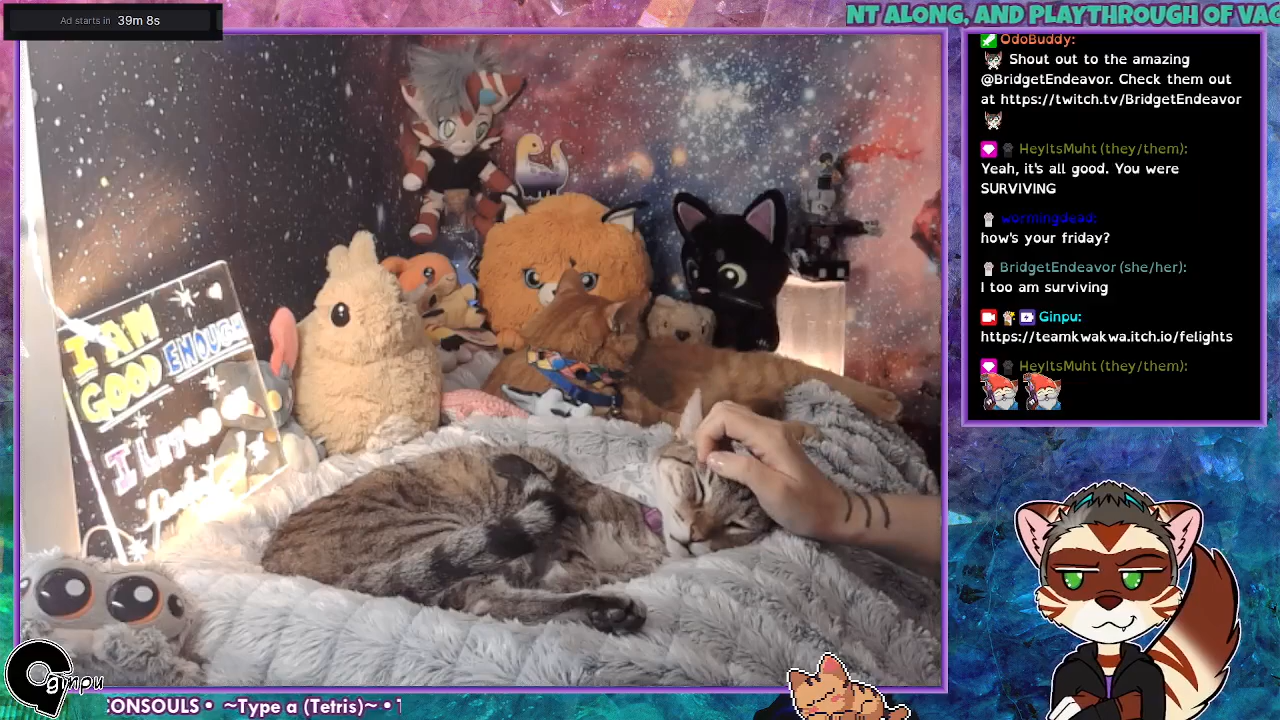 Ad starts in 39m 8s
NT ALONG, AND PLAYTHROUGH OF VAC
OdoBuddy:
Shout out to the amazing
@BridgetEndeavor. Check them out
at https://twitch.tv/BridgetEndeavor
HeyItsMuht (they/them):
Yeah, it's all good. You were
SURVIVING
wormingdead:
how's your friday?
BridgetEndeavor (she/her):
I too am surviving
Ginpu:
https://teamkwakwa.itch.io/felights
HeyItsMuht (they/them):
I AM
GOOD ENOUGH
ginpu
CONSOULS • ~Type a (Tetris)~ •